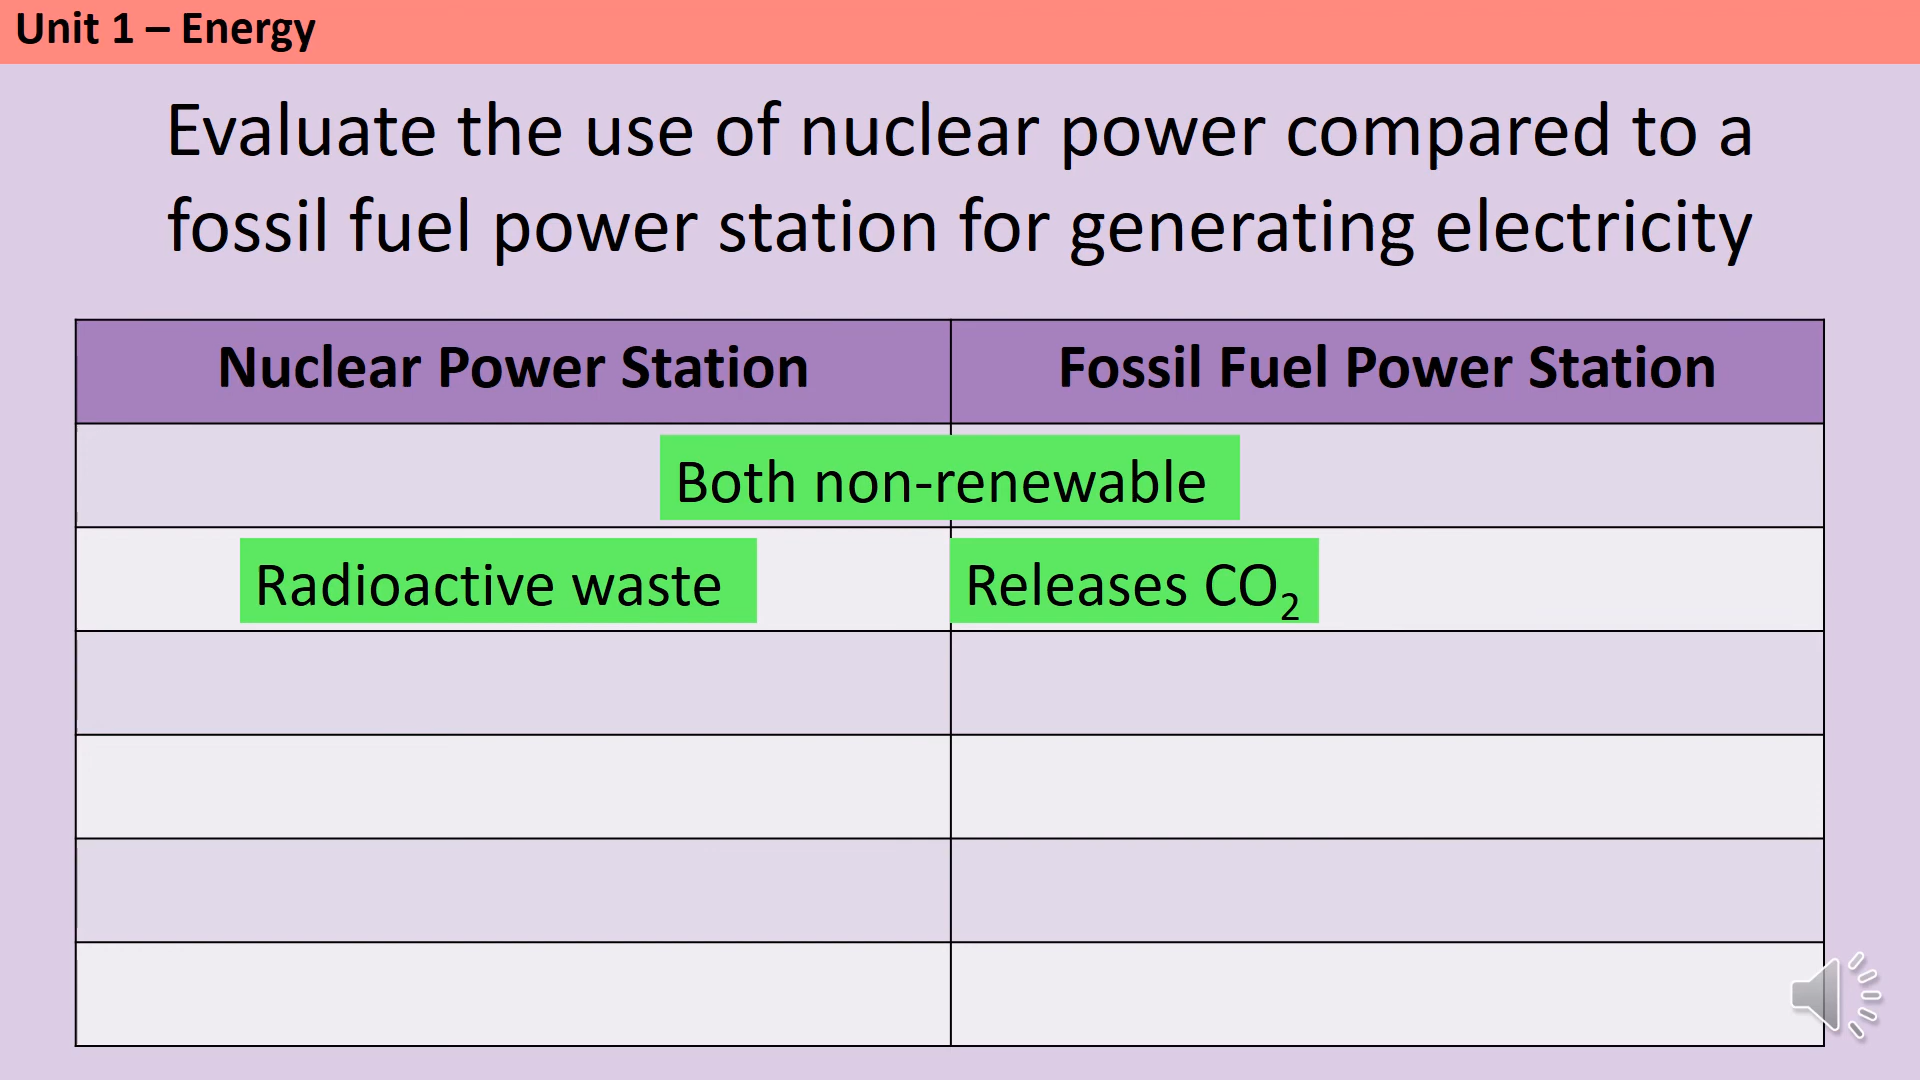 Unit 1 – Energy
Evaluate the use of nuclear power compared to a
fossil fuel power station for generating electricity
Nuclear Power Station
Fossil Fuel Power Station
Both non-renewable
Radioactive waste
Releases CO₂